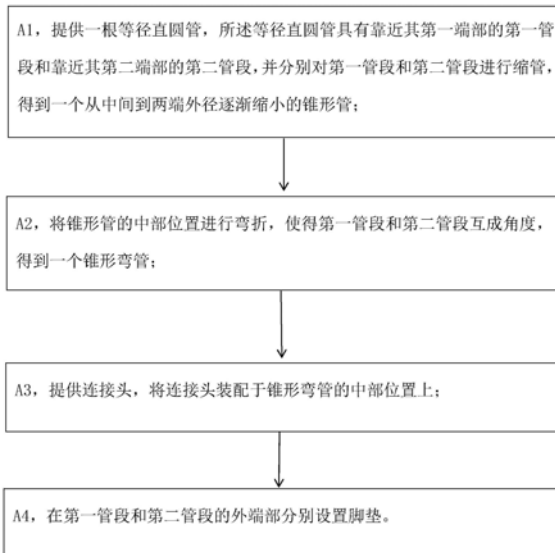 A1，提供一根等径直圆管，所述等径直圆管具有靠近其第一端部的第一管
段和靠近其第二端部的第二管段，并分别对第一管段和第二管段进行缩管，
得到一个从中间到两端外径逐渐缩小的锥形管；
A2，将锥形管的中部位置进行弯折，使得第一管段和第二管段互成角度，
得到一个锥形弯管；
A3，提供连接头，将连接头装配于锥形弯管的中部位置上；
A4，在第一管段和第二管段的外端部分别设置脚垫。